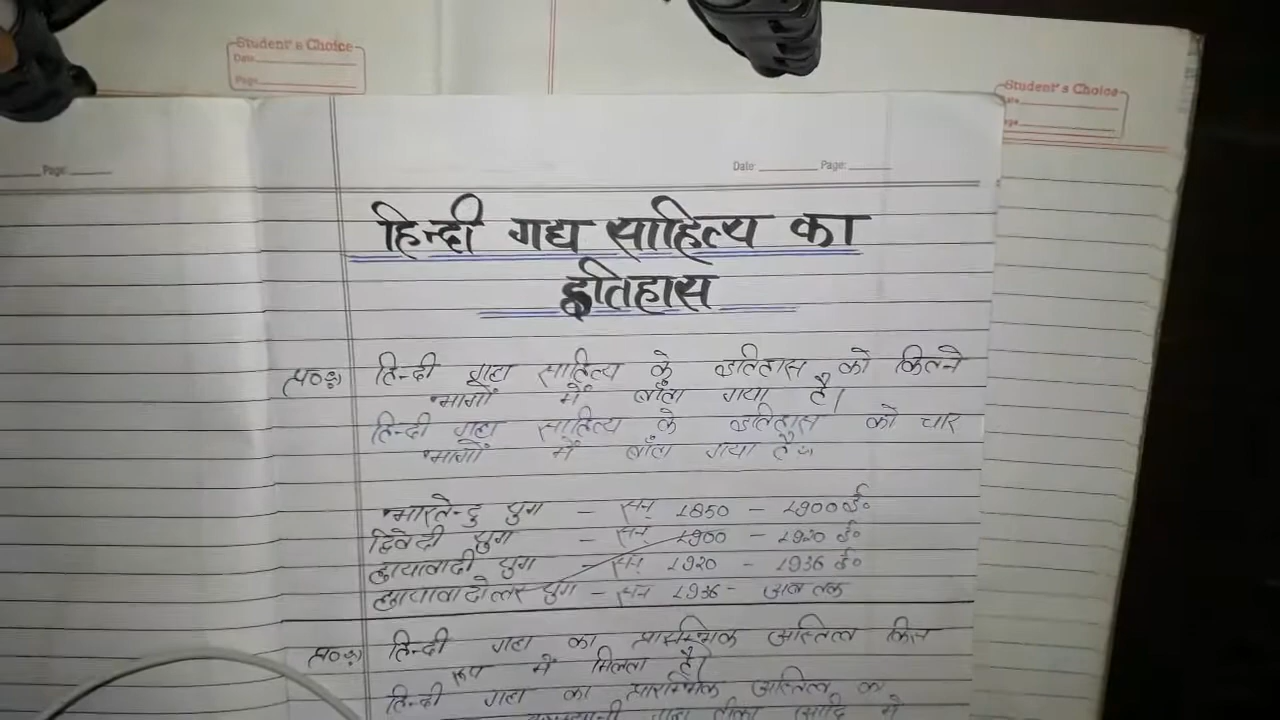 Student's Choice
Date
Page
Student's Choice
Page:
Date: Page:
हिन्दी गद्य साहित्य का
इतिहास
हिन्दी गद्य साहित्य के इतिहास को कितने
भागों में बाँटा गया है।
हिन्दी गद्य साहित्य के इतिहास को चार
भागों में बाँटा गया है:
भारतेन्दु युग – सन् 1850 – 1900 ई०
द्विवेदी युग – सन् 1900 – 1920 ई०
छायावादी युग – सन् 1920 – 1936 ई०
छायावादोत्तर युग – सन् 1936 - अब तक
हिन्दी गद्य का प्रारम्भिक अस्तित्व किस
रूप में मिलता है।
हिन्दी गद्य का प्रारम्भिक अस्तित्व का
गद्य टीका आदि में